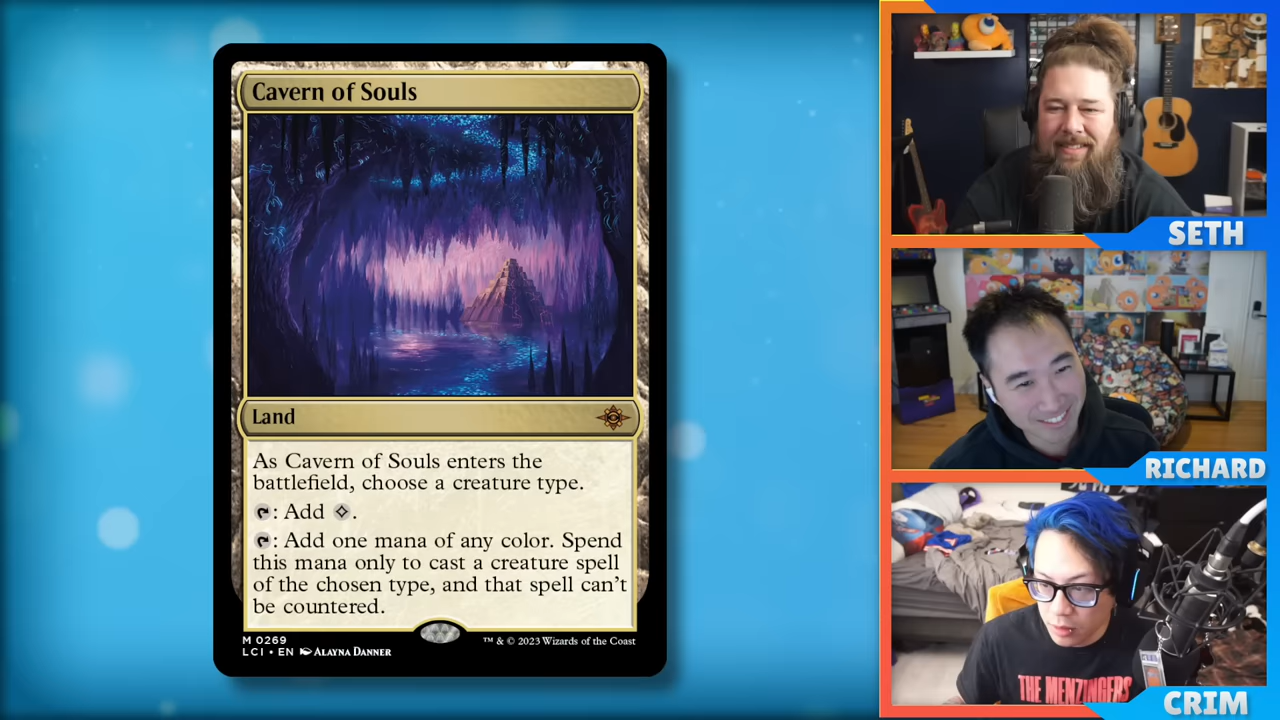 Cavern of Souls
Land
As Cavern of Souls enters the
battlefield, choose a creature type.
: Add .
: Add one mana of any color. Spend
this mana only to cast a creature spell
of the chosen type, and that spell can't
be countered.
M 0269
LCI • EN ALAYNA DANNER
™ & © 2023 Wizards of the Coast
SETH
RICHARD
THE MENZINGERS
CRIM